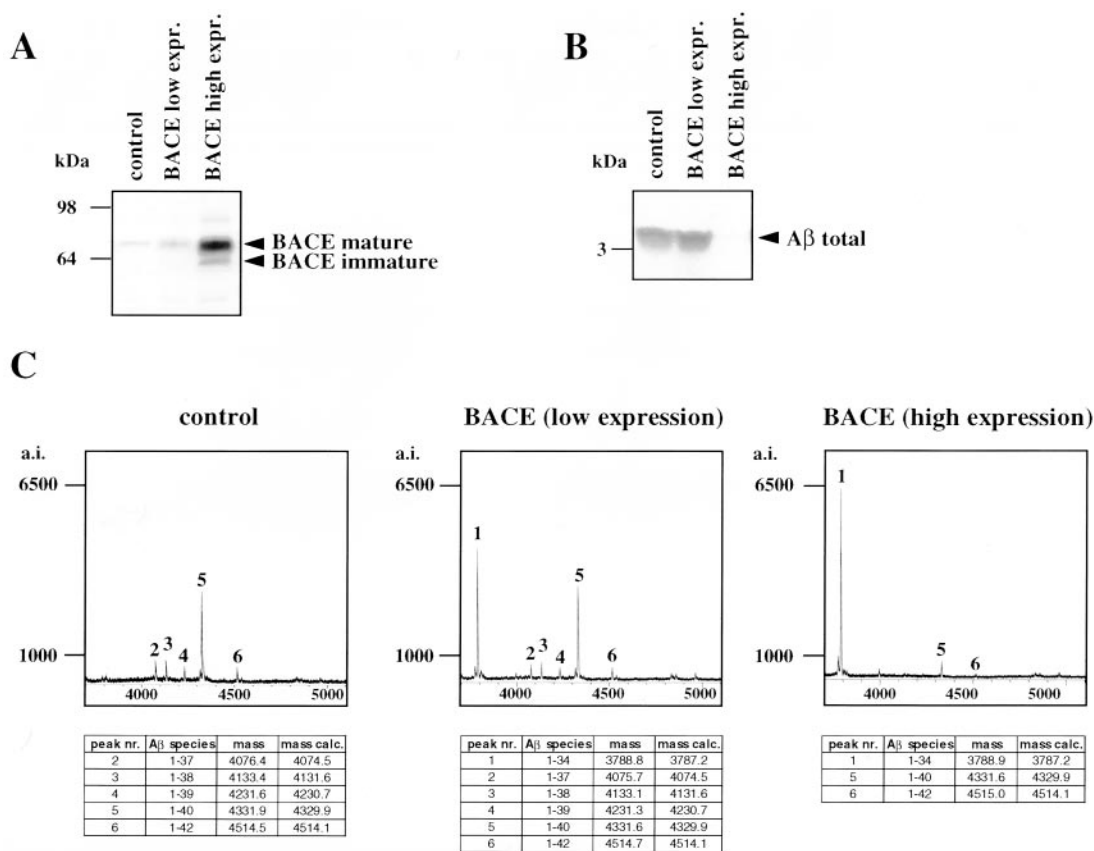 A
kDa
control
BACE low expr.
BACE high expr.
98
64
BACE mature
BACE immature
B
kDa
control
BACE low expr.
BACE high expr.
3
Aβ total
C
control
a.i.
6500
1000
2
3
4
5
6
4000 4500 5000
peak nr. Aβ species mass mass calc.
2 1-37 4076.4 4074.5
3 1-38 4133.4 4131.6
4 1-39 4231.6 4230.7
5 1-40 4331.9 4329.9
6 1-42 4514.5 4514.1
BACE (low expression)
a.i.
6500
1000
1
2
3
4
5
6
4000 4500 5000
peak nr. Aβ species mass mass calc.
1 1-34 3788.8 3787.2
2 1-37 4075.7 4074.5
3 1-38 4133.1 4131.6
4 1-39 4231.3 4230.7
5 1-40 4331.6 4329.9
6 1-42 4514.7 4514.1
BACE (high expression)
a.i.
6500
1000
1
5
6
4000 4500 5000
peak nr. Aβ species mass mass calc.
1 1-34 3788.9 3787.2
5 1-40 4331.6 4329.9
6 1-42 4515.0 4514.1